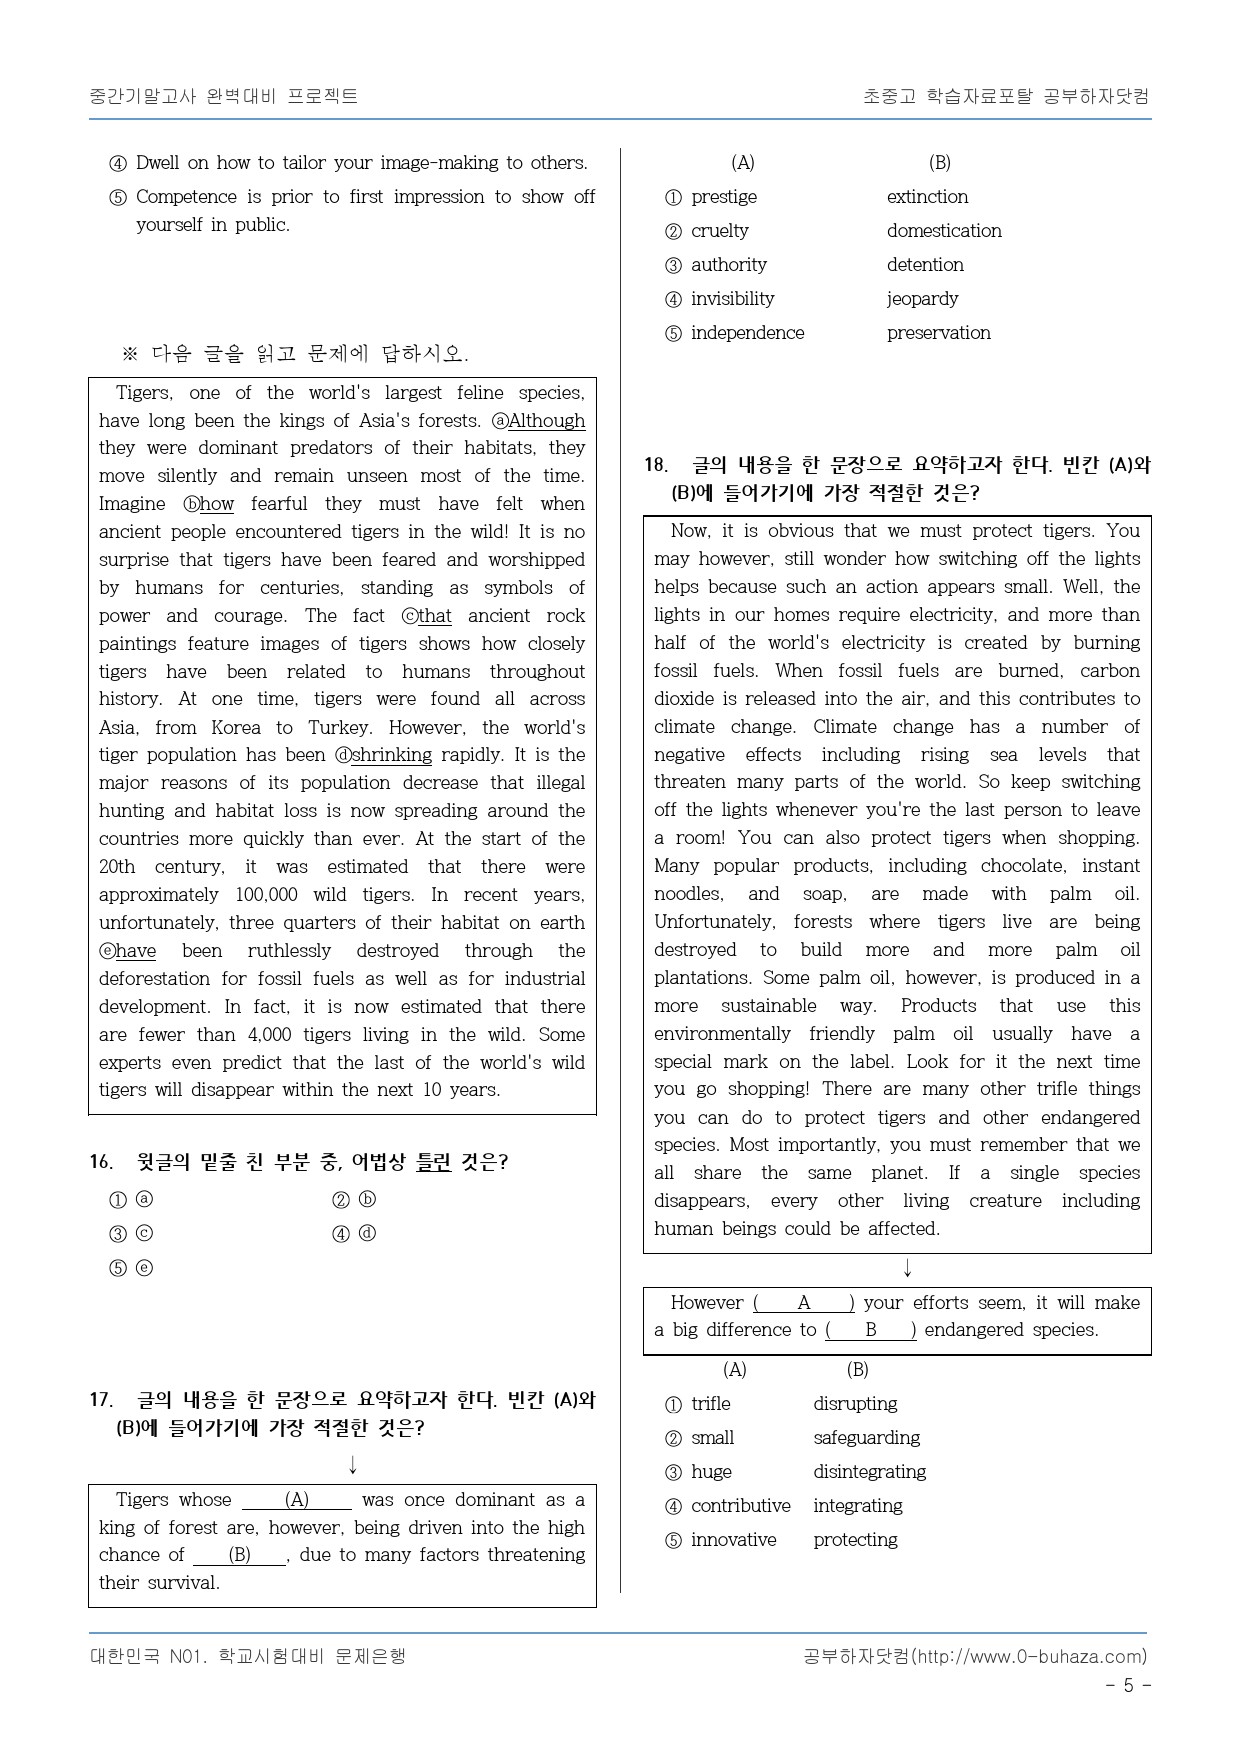 중간기말고사 완벽대비 프로젝트
초중고 학습자료포탈 공부하자닷컴
④ Dwell on how to tailor your image-making to others.
⑤ Competence is prior to first impression to show off
yourself in public.
※ 다음 글을 읽고 문제에 답하시오.
Tigers, one of the world's largest feline species,
have long been the kings of Asia's forests. ⓐAlthough
they were dominant predators of their habitats, they
move silently and remain unseen most of the time.
Imagine ⓑhow fearful they must have felt when
ancient people encountered tigers in the wild! It is no
surprise that tigers have been feared and worshipped
by humans for centuries, standing as symbols of
power and courage. The fact ⓒthat ancient rock
paintings feature images of tigers shows how closely
tigers have been related to humans throughout
history. At one time, tigers were found all across
Asia, from Korea to Turkey. However, the world's
tiger population has been ⓓshrinking rapidly. It is the
major reasons of its population decrease that illegal
hunting and habitat loss is now spreading around the
countries more quickly than ever. At the start of the
20th century, it was estimated that there were
approximately 100,000 wild tigers. In recent years,
unfortunately, three quarters of their habitat on earth
ⓔhave been ruthlessly destroyed through the
deforestation for fossil fuels as well as for industrial
development. In fact, it is now estimated that there
are fewer than 4,000 tigers living in the wild. Some
experts even predict that the last of the world's wild
tigers will disappear within the next 10 years.
16. 윗글의 밑줄 친 부분 중, 어법상 틀린 것은?
① ⓐ ② ⓑ
③ ⓒ ④ ⓓ
⑤ ⓔ
17. 글의 내용을 한 문장으로 요약하고자 한다. 빈칸 (A)와
(B)에 들어가기에 가장 적절한 것은?
↓
Tigers whose (A) was once dominant as a
king of forest are, however, being driven into the high
chance of (B) , due to many factors threatening
their survival.
(A) (B)
① prestige extinction
② cruelty domestication
③ authority detention
④ invisibility jeopardy
⑤ independence preservation
18. 글의 내용을 한 문장으로 요약하고자 한다. 빈칸 (A)와
(B)에 들어가기에 가장 적절한 것은?
Now, it is obvious that we must protect tigers. You
may however, still wonder how switching off the lights
helps because such an action appears small. Well, the
lights in our homes require electricity, and more than
half of the world's electricity is created by burning
fossil fuels. When fossil fuels are burned, carbon
dioxide is released into the air, and this contributes to
climate change. Climate change has a number of
negative effects including rising sea levels that
threaten many parts of the world. So keep switching
off the lights whenever you're the last person to leave
a room! You can also protect tigers when shopping.
Many popular products, including chocolate, instant
noodles, and soap, are made with palm oil.
Unfortunately, forests where tigers live are being
destroyed to build more and more palm oil
plantations. Some palm oil, however, is produced in a
more sustainable way. Products that use this
environmentally friendly palm oil usually have a
special mark on the label. Look for it the next time
you go shopping! There are many other trifle things
you can do to protect tigers and other endangered
species. Most importantly, you must remember that we
all share the same planet. If a single species
disappears, every other living creature including
human beings could be affected.
↓
However ( A ) your efforts seem, it will make
a big difference to ( B ) endangered species.
(A) (B)
① trifle disrupting
② small safeguarding
③ huge disintegrating
④ contributive integrating
⑤ innovative protecting
대한민국 N01. 학교시험대비 문제은행
공부하자닷컴(http://www.0-buhaza.com)
- 5 -